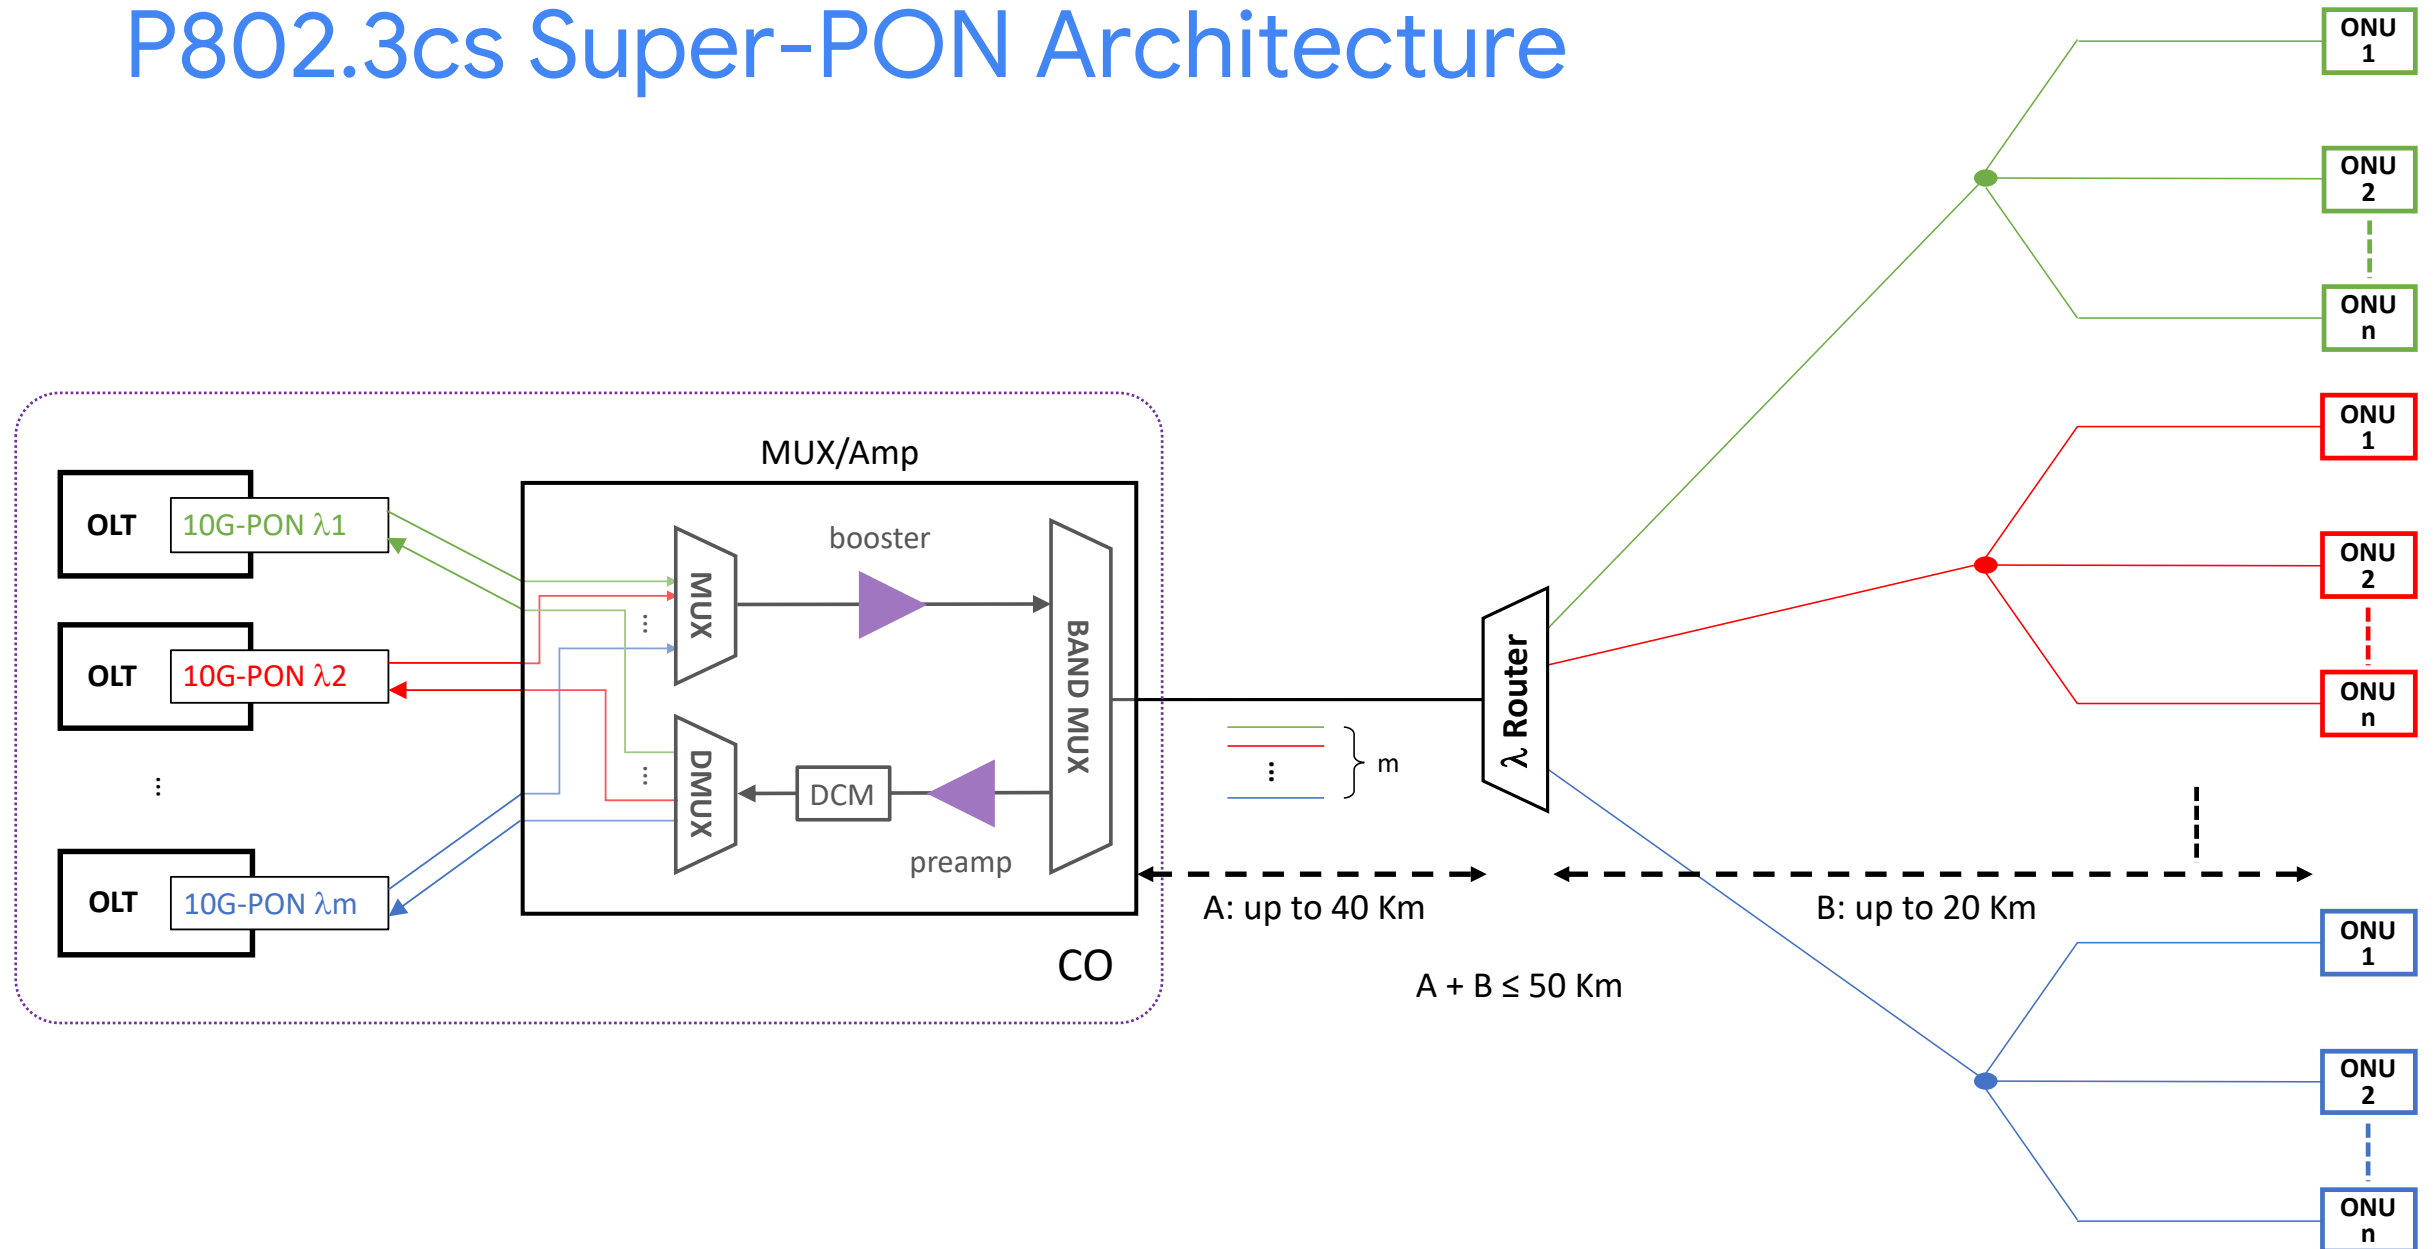 P802.3cs Super-PON Architecture
ONU
1
ONU
2
ONU
n
ONU
1
ONU
2
ONU
n
MUX/Amp
OLT
10G-PON λ1
OLT
10G-PON λ2
...
OLT
10G-PON λm
MUX
...
booster
DMUX
...
DCM
preamp
BAND MUX
CO
...
m
λ Router
A: up to 40 Km
B: up to 20 Km
A + B ≤ 50 Km
ONU
1
ONU
2
ONU
n